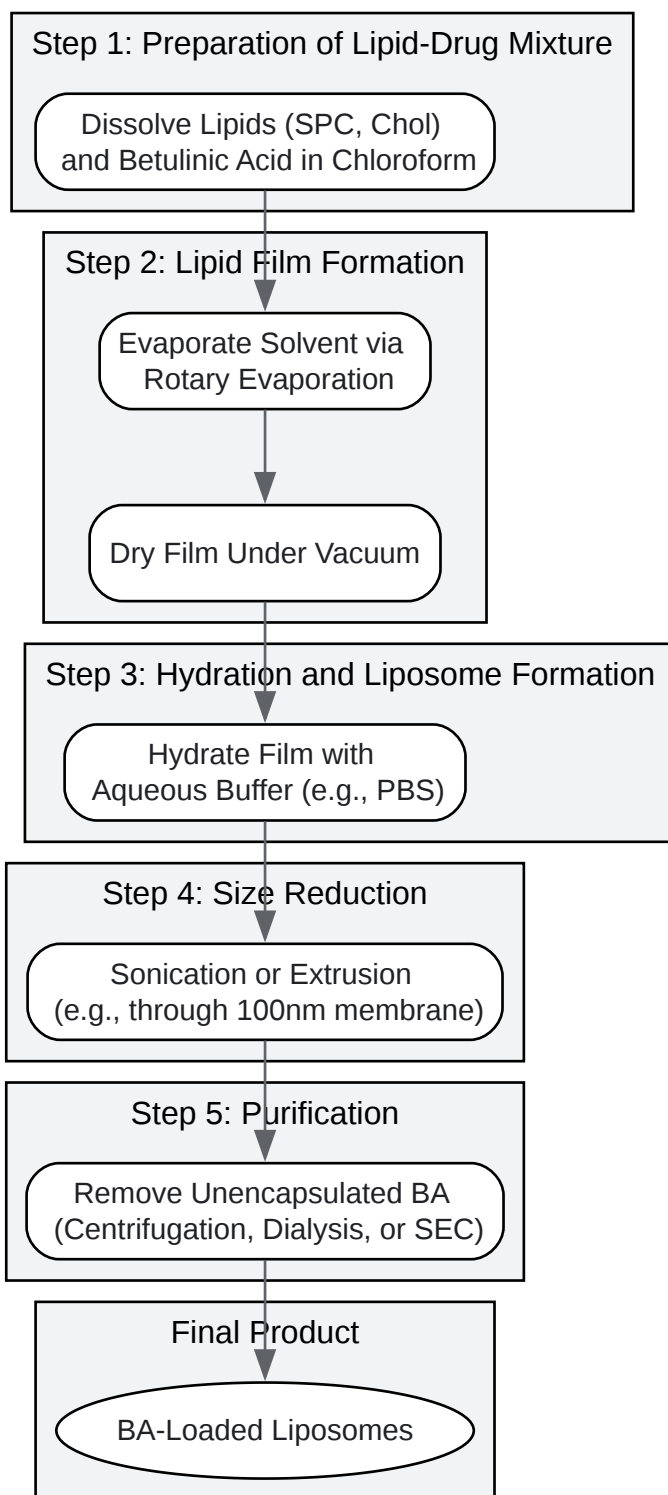 Step 1: Preparation of Lipid-Drug Mixture
Dissolve Lipids (SPC, Chol)
and Betulinic Acid in Chloroform
Step 2: Lipid Film Formation
Evaporate Solvent via
Rotary Evaporation
Dry Film Under Vacuum
Step 3: Hydration and Liposome Formation
Hydrate Film with
Aqueous Buffer (e.g., PBS)
Step 4: Size Reduction
Sonication or Extrusion
(e.g., through 100nm membrane)
Step 5: Purification
Remove Unencapsulated BA
(Centrifugation, Dialysis, or SEC)
Final Product
BA-Loaded Liposomes